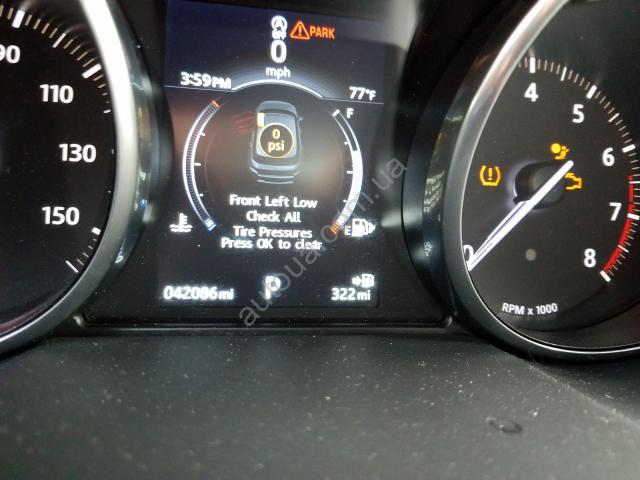 OFF
PARK
0
mph
3:59PM
77°F
90
110
130
150
F
0
psi
Front Left Low
Check All
Tire Pressures
Press OK to clear
E
042086mi
P
322 mi
4
5
6
7
8
0
RPM x 1000
autoua.com.ua